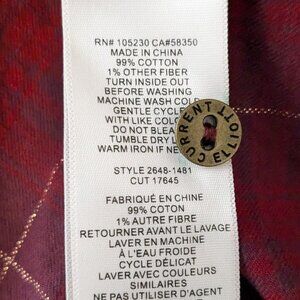 RN# 105230 CA#58350
MADE IN CHINA
99% COTTON
1% OTHER FIBER
TURN INSIDE OUT
BEFORE WASHING
MACHINE WASH COL
GENTLE CYCLE
WITH LIKE COLO
DO NOT BLEA
TUMBLE DRY L
WARM IRON IF NE
CURRENT ELLIOTT
STYLE 2648-1481
CUT 17645
FABRIQUÉ EN CHINE
99% COTON
1% AUTRE FIBRE
RETOURNER AVANT LE LAVAGE
LAVER EN MACHINE
À L'EAU FROIDE
CYCLE DÉLICAT
LAVER AVEC COULEURS
SIMILAIRES
NE PAS UTILISER D'AGENT